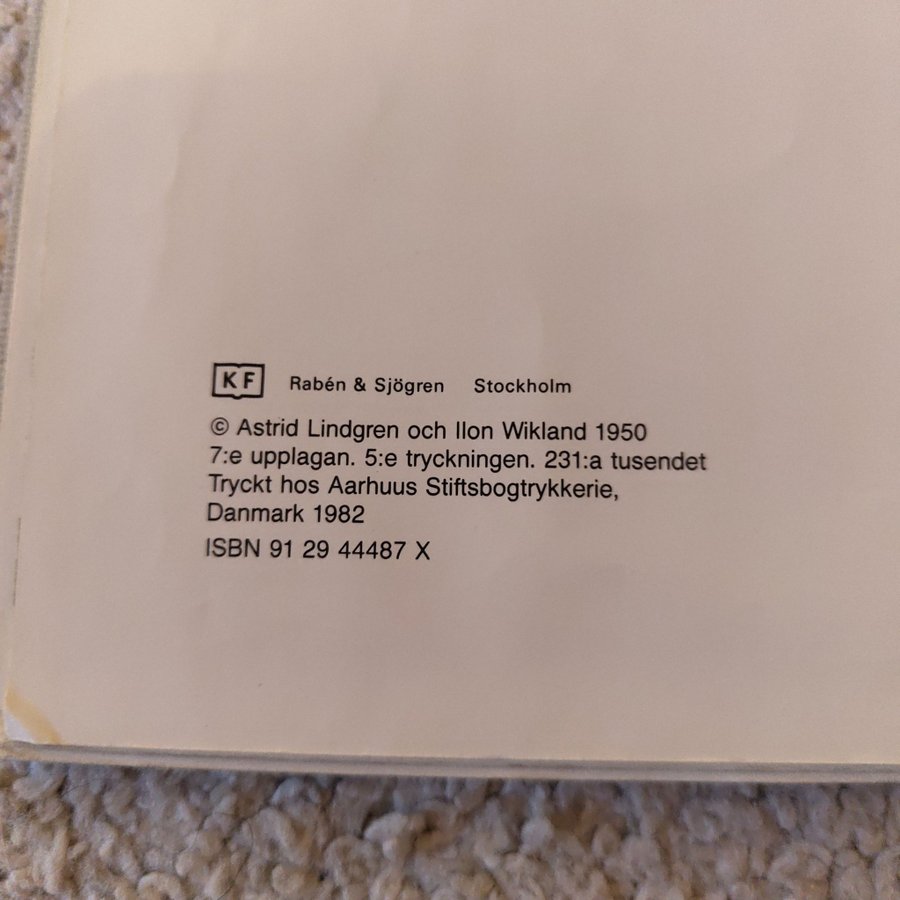 KF Rabén & Sjögren Stockholm
© Astrid Lindgren och Ilon Wikland 1950
7:e upplagan. 5:e tryckningen. 231:a tusendet
Tryckt hos Aarhuus Stiftsbogtrykkerie,
Danmark 1982
ISBN 91 29 44487 X